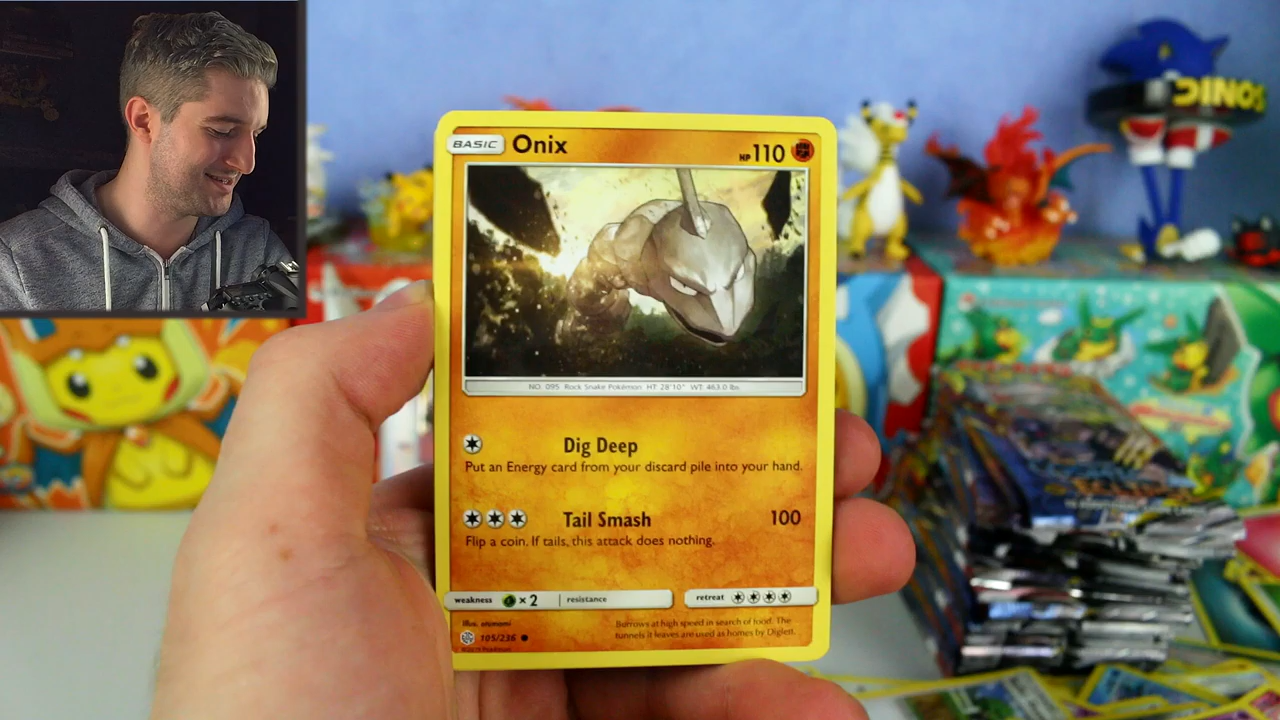 BASIC Onix HP 110
NO. 095 Rock Snake Pokémon HT: 28'10" WT: 463.0 lbs
Dig Deep
Put an Energy card from your discard pile into your hand.
Tail Smash 100
Flip a coin. If tails, this attack does nothing.
weakness ×2 resistance retreat
Illus. otumami
105/236
Burrows at high speed in search of food. The
tunnels it leaves are used as homes by Diglett.